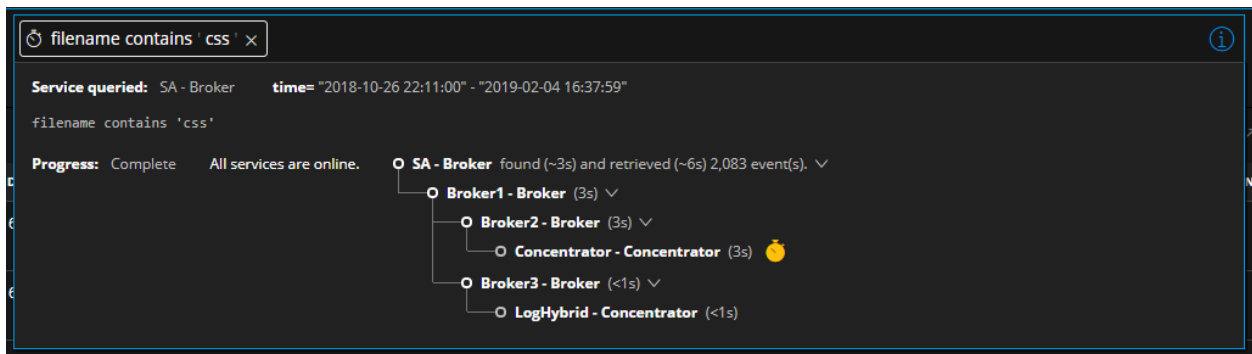 filename contains ' css ' ×
Service queried: SA - Broker time= "2018-10-26 22:11:00" - "2019-02-04 16:37:59"
filename contains 'css'
Progress: Complete All services are online. SA - Broker found (~3s) and retrieved (~6s) 2,083 event(s).
Broker1 - Broker (3s)
Broker2 - Broker (3s)
Concentrator - Concentrator (3s)
Broker3 - Broker (<1s)
LogHybrid - Concentrator (<1s)